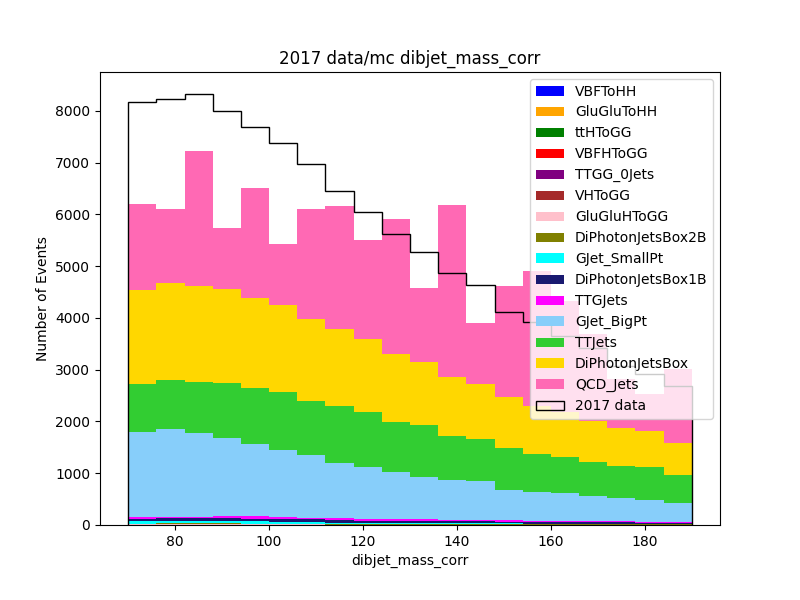 2017 data/mc dibjet_mass_corr
Number of Events
8000
7000
6000
5000
4000
3000
2000
1000
0
80
100
120
140
160
180
dibjet_mass_corr
VBFToHH
GluGluToHH
ttHToGG
VBFHToGG
TTGG_0Jets
VHToGG
GluGluHToGG
DiPhotonJetsBox2B
GJet_SmallPt
DiPhotonJetsBox1B
TTGJets
GJet_BigPt
TTJets
DiPhotonJetsBox
QCD_Jets
2017 data